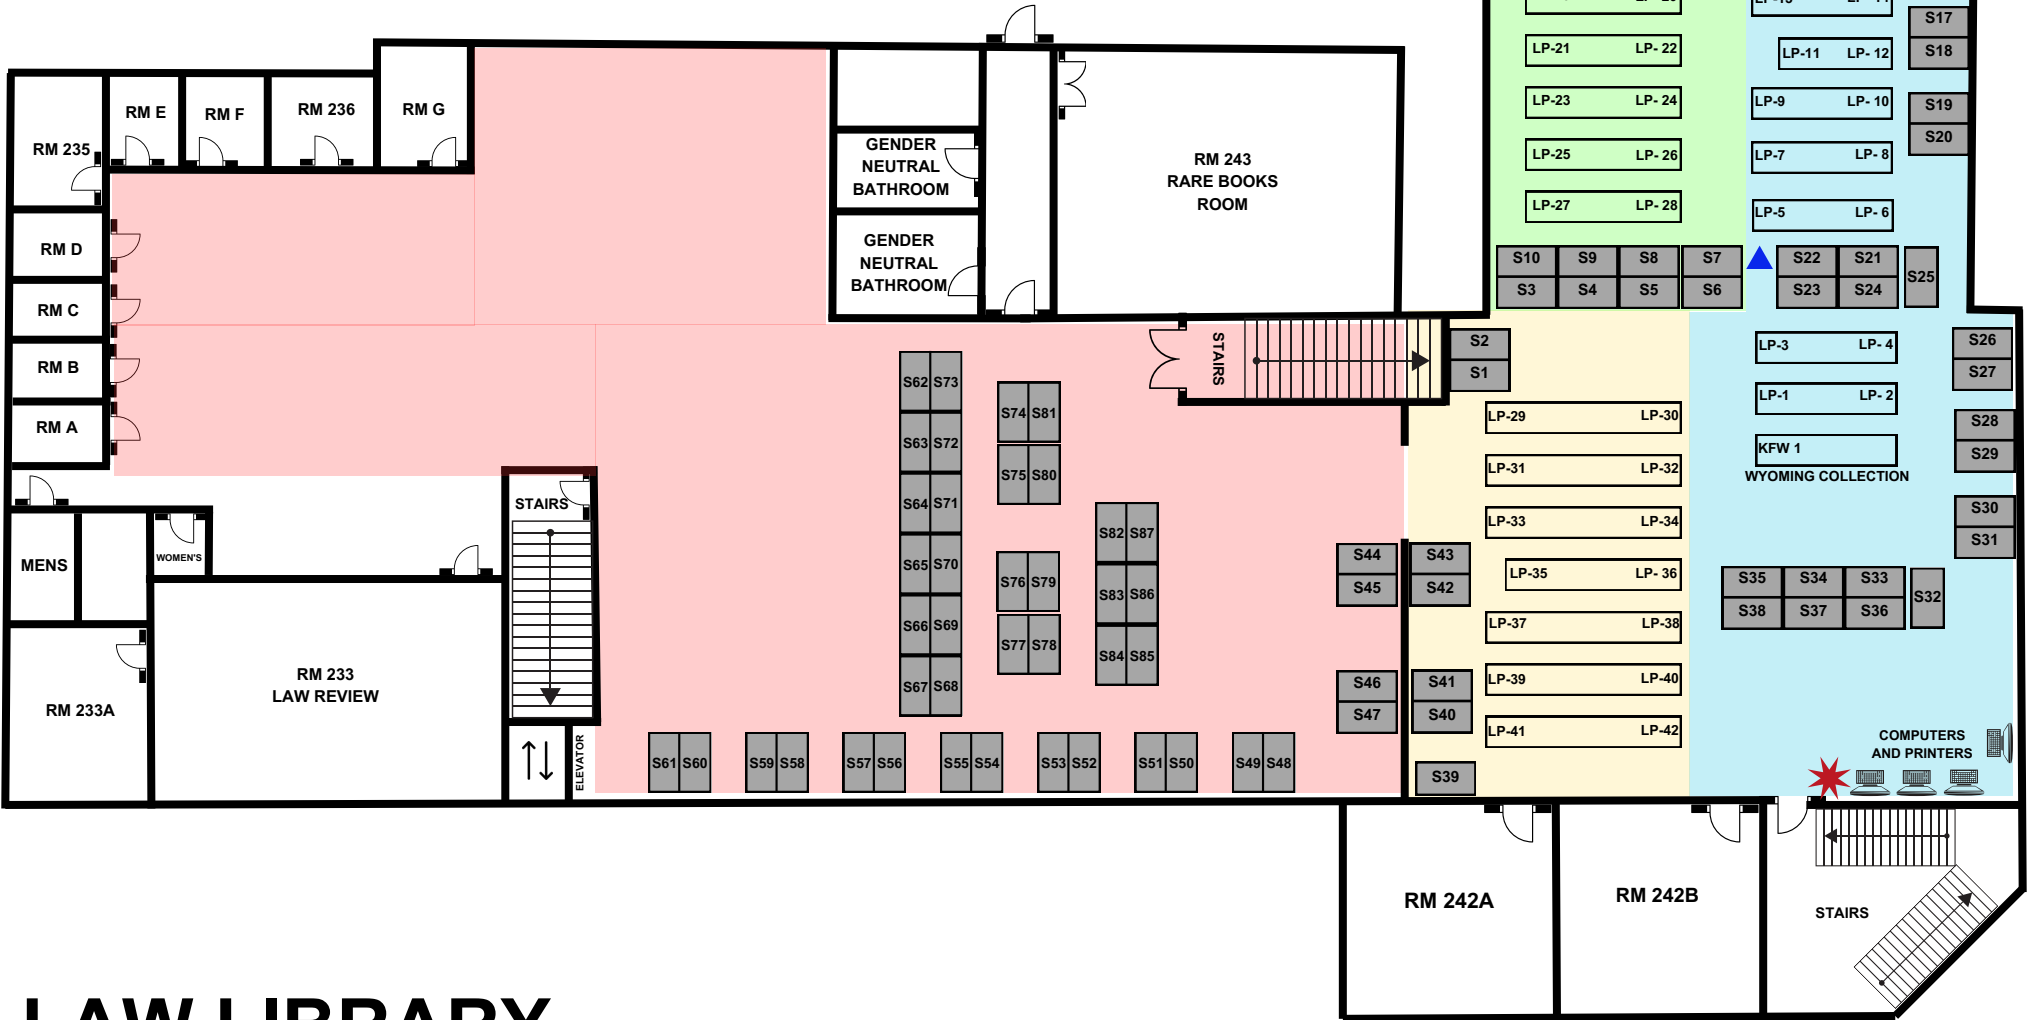 S17
LP-21 LP- 22
LP-11 LP- 12
S18
LP-23 LP- 24
LP-9 LP- 10
S19
S20
RM E
RM F
RM 236
RM G
RM 235
GENDER
NEUTRAL
BATHROOM
RM 243
RARE BOOKS
ROOM
LP-25 LP- 26
LP-7 LP- 8
LP-27 LP- 28
LP-5 LP- 6
RM D
GENDER
NEUTRAL
BATHROOM
S10 S9 S8 S7
S3 S4 S5 S6
S22 S21
S23 S24
S25
RM C
RM B
RM A
STAIRS
S2
S1
LP-3 LP- 4
S26
S27
LP-1 LP- 2
KFW 1
WYOMING COLLECTION
S28
S29
S30
S31
LP-29 LP-30
LP-31 LP-32
LP-33 LP-34
LP-35 LP- 36
LP-37 LP-38
LP-39 LP-40
LP-41 LP-42
S62 S73
S63 S72
S64 S71
S65 S70
S66 S69
S67 S68
S74 S81
S75 S80
S76 S79
S77 S78
S82 S87
S83 S86
S84 S85
S44 S43
S45 S42
S46 S41
S47 S40
S39
S35 S34 S33
S38 S37 S36
S32
STAIRS
MENS
WOMEN'S
RM 233
LAW REVIEW
RM 233A
ELEVATOR
S61 S60
S59 S58
S57 S56
S55 S54
S53 S52
S51 S50
S49 S48
COMPUTERS
AND PRINTERS
RM 242A
RM 242B
STAIRS
LAW LIBRARY